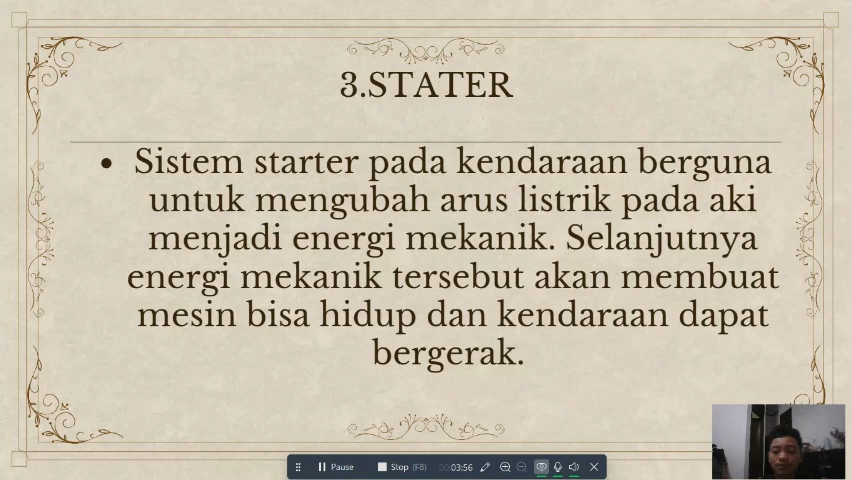 3.STATER
• Sistem starter pada kendaraan berguna
untuk mengubah arus listrik pada aki
menjadi energi mekanik. Selanjutnya
energi mekanik tersebut akan membuat
mesin bisa hidup dan kendaraan dapat
bergerak.
Pause Stop (F8) 00:03:56